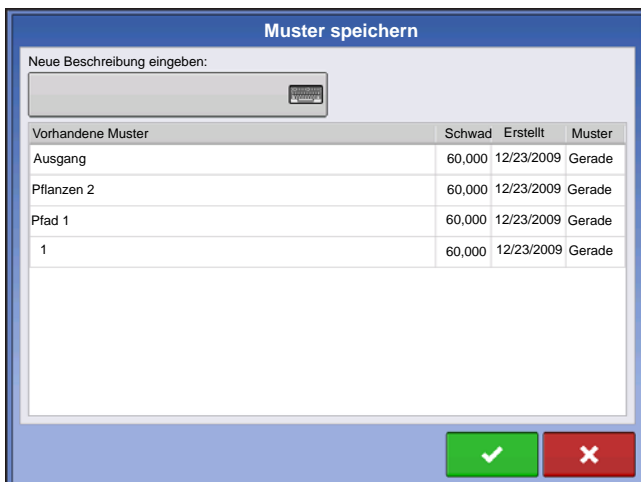 Muster speichern
Neue Beschreibung eingeben:
Vorhandene Muster Schwad Erstellt Muster
Ausgang 60,000 12/23/2009 Gerade
Pflanzen 2 60,000 12/23/2009 Gerade
Pfad 1 60,000 12/23/2009 Gerade
1 60,000 12/23/2009 Gerade